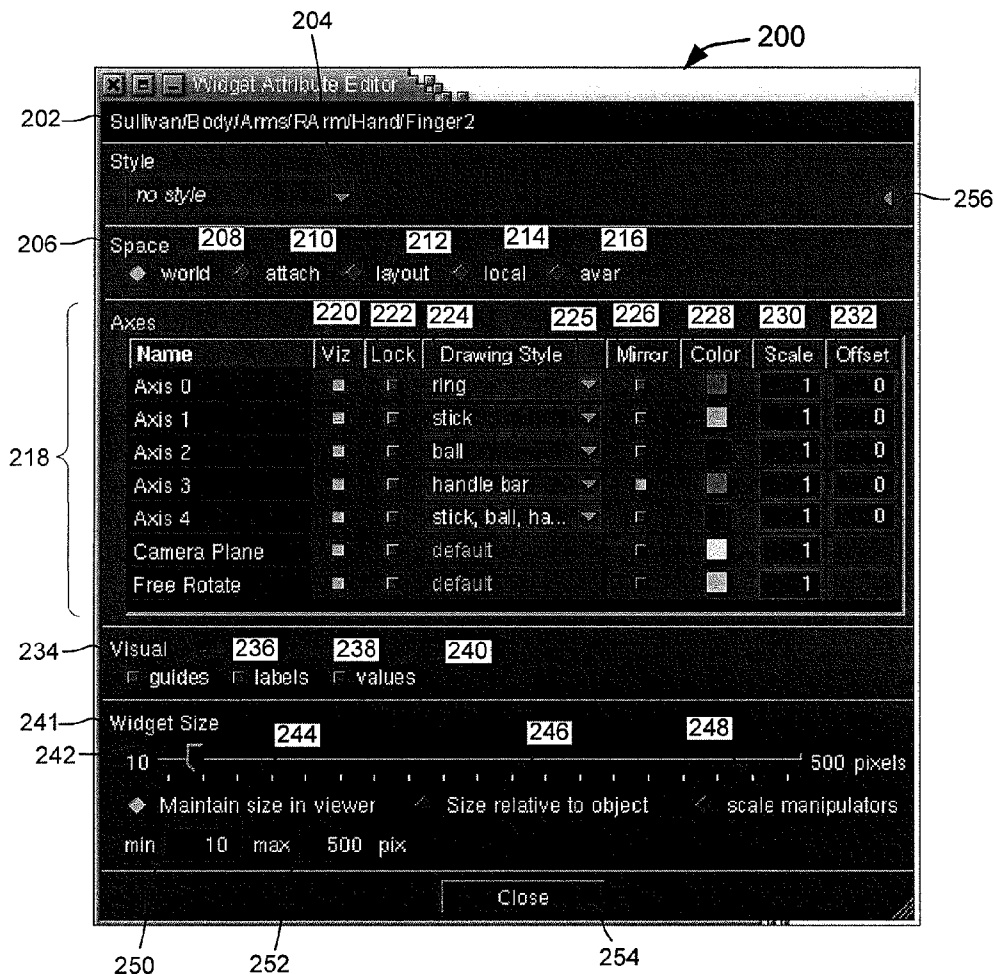 204
200
Widget Attribute Editor
202
Sullivan/Body/Arms/RArm/Hand/Finger2
Style
no style
256
206
Space
208 210 212 214 216
world attach layout local avar
218
Axes
220 222 224 225 226 228 230 232
Name Viz Lock Drawing Style Mirror Color Scale Offset
Axis 0 ring 1 0
Axis 1 stick 1 0
Axis 2 ball 1 0
Axis 3 handle bar 1 0
Axis 4 stick, ball, ha... 1 0
Camera Plane default 1
Free Rotate default 1
234
Visual
236 238 240
guides labels values
241
Widget Size
242
244 246 248
10 500 pixels
Maintain size in viewer Size relative to object scale manipulators
min 10 max 500 pix
Close
250 252 254